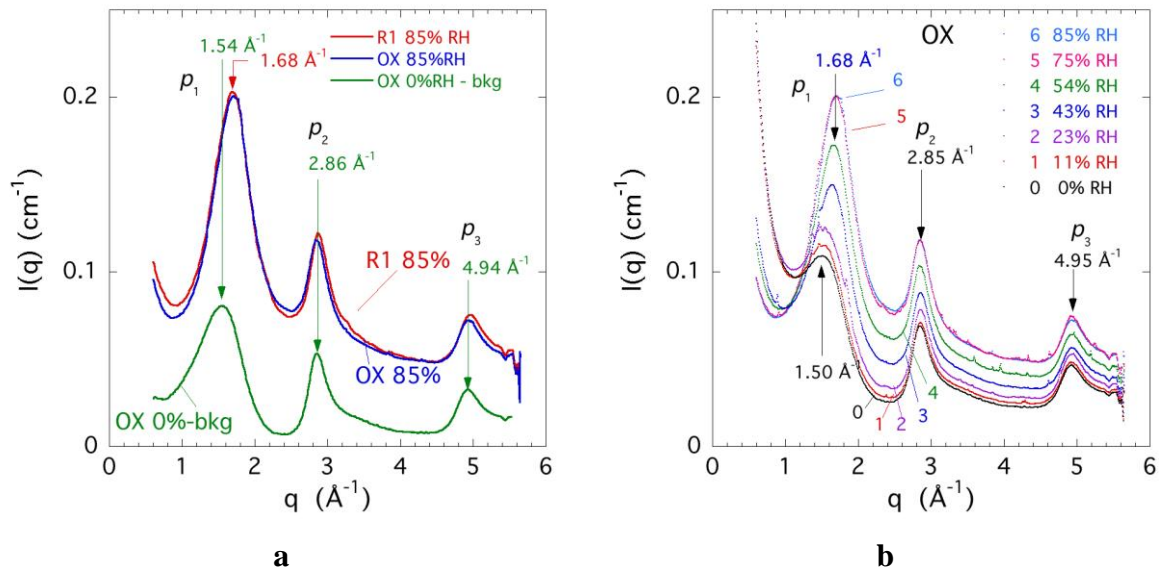 1.54 Å-1
R1 85% RH
OX 85%RH
OX 0%RH - bkg
1.68 Å-1
p1
p2
2.86 Å-1
p3
4.94 Å-1
R1 85%
OX 85%
OX 0%-bkg
I(q) (cm-1)
0.2
0.1
0
0 1 2 3 4 5 6
q (Å-1)
a
OX
6 85% RH
5 75% RH
4 54% RH
3 43% RH
2 23% RH
1 11% RH
0 0% RH
1.68 Å-1
p1
6
5
p2
2.85 Å-1
p3
4.95 Å-1
1.50 Å-1
0
1
2
3
4
I(q) (cm-1)
0.2
0.1
0
0 1 2 3 4 5 6
q (Å-1)
b